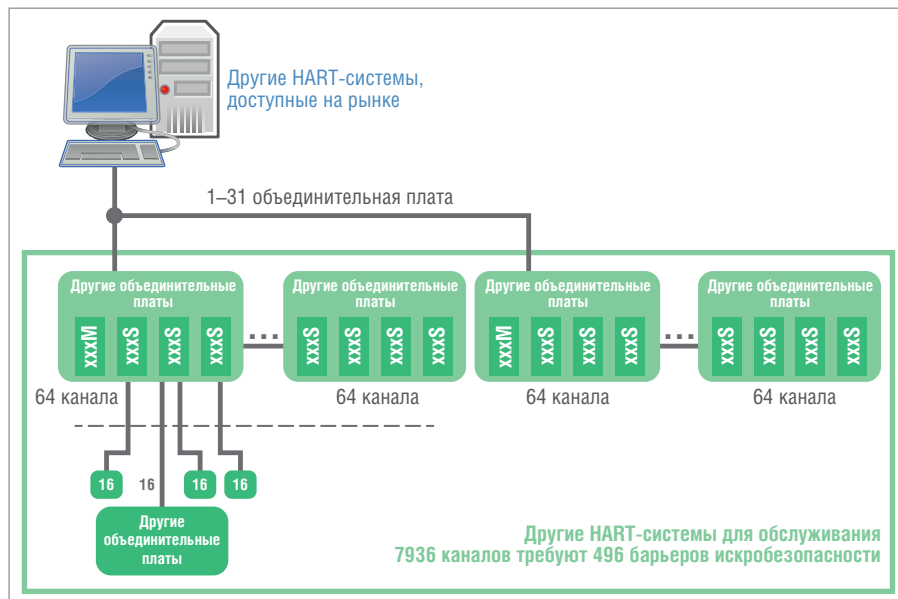 Другие HART-системы,
доступные на рынке
1–31 объединительная плата
Другие объединительные
платы
xxxM
xxxS
xxxS
xxxS
...
Другие объединительные
платы
xxxS
xxxS
xxxS
xxxS
Другие объединительные
платы
xxxM
xxxS
xxxS
xxxS
...
Другие объединительные
платы
xxxS
xxxS
xxxS
xxxS
64 канала
64 канала
64 канала
64 канала
16
16
16
16
Другие
объединительные
платы
Другие HART-системы для обслуживания
7936 каналов требуют 496 барьеров искробезопасности